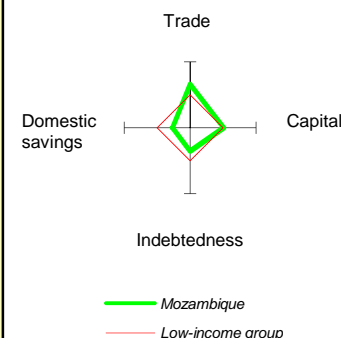 Trade
Domestic
savings
Capital
Indebtedness
Mozambique
Low-income group